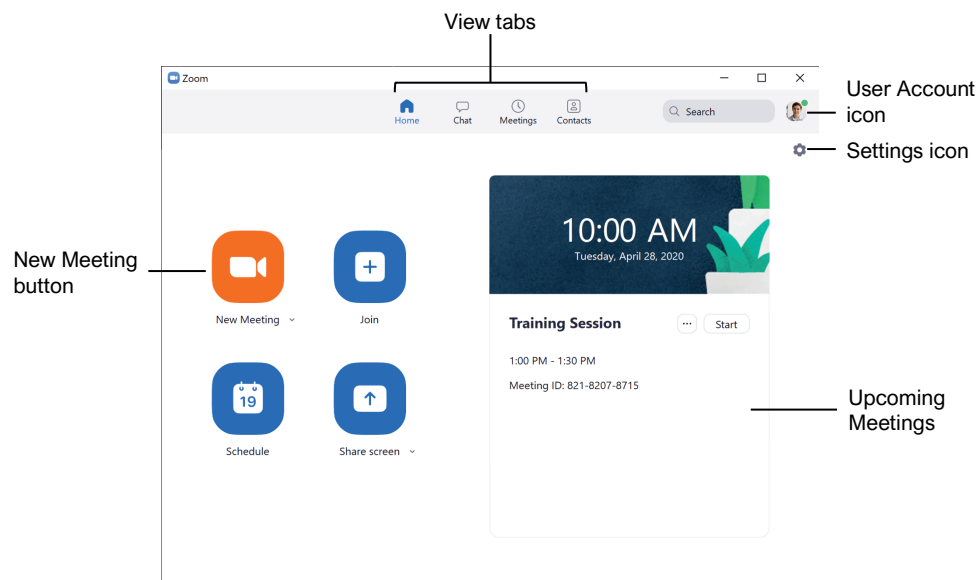 View tabs
Zoom
Home
Chat
Meetings
Contacts
Search
User Account
icon
Settings icon
10:00 AM
Tuesday, April 28, 2020
New Meeting
button
New Meeting
Join
Training Session
Start
1:00 PM - 1:30 PM
Meeting ID: 821-8207-8715
19
Schedule
Share screen
Upcoming
Meetings